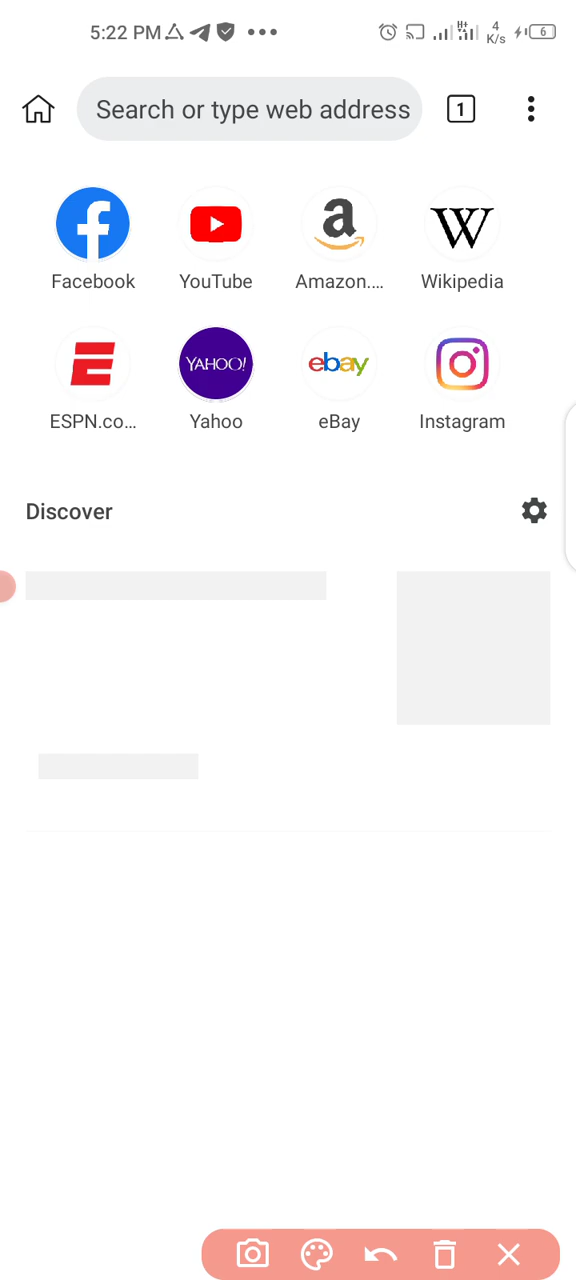 5:22 PM
H+
4
K/s
6
Search or type web address
1
a
W
Facebook
YouTube
Amazon....
Wikipedia
YAHOO!
ebay
ESPN.co...
Yahoo
eBay
Instagram
Discover